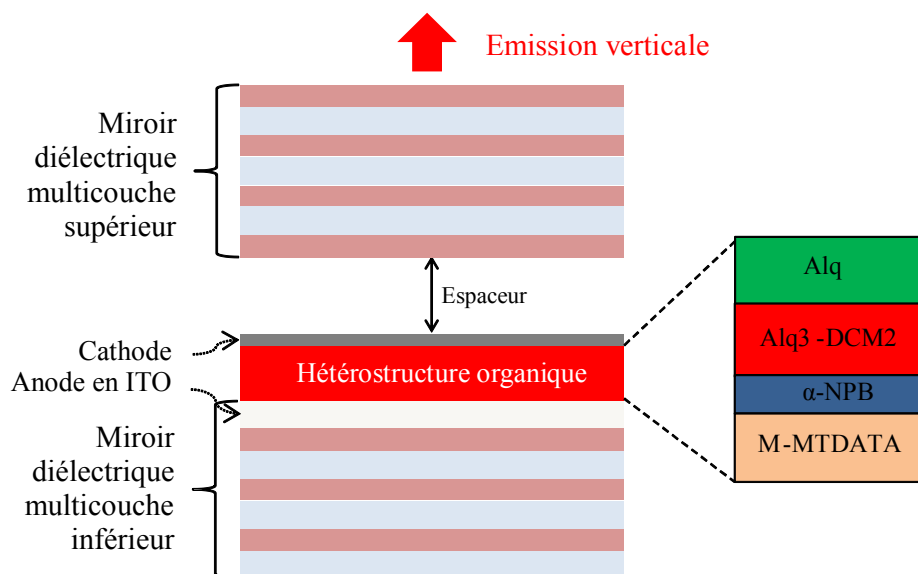 Emission verticale
Miroir
diélectrique
multicouche
supérieur
Espaceur
Cathode
Anode en ITO
Hétérostructure organique
Miroir
diélectrique
multicouche
inférieur
Alq
Alq3 -DCM2
α-NPB
M-MTDATA